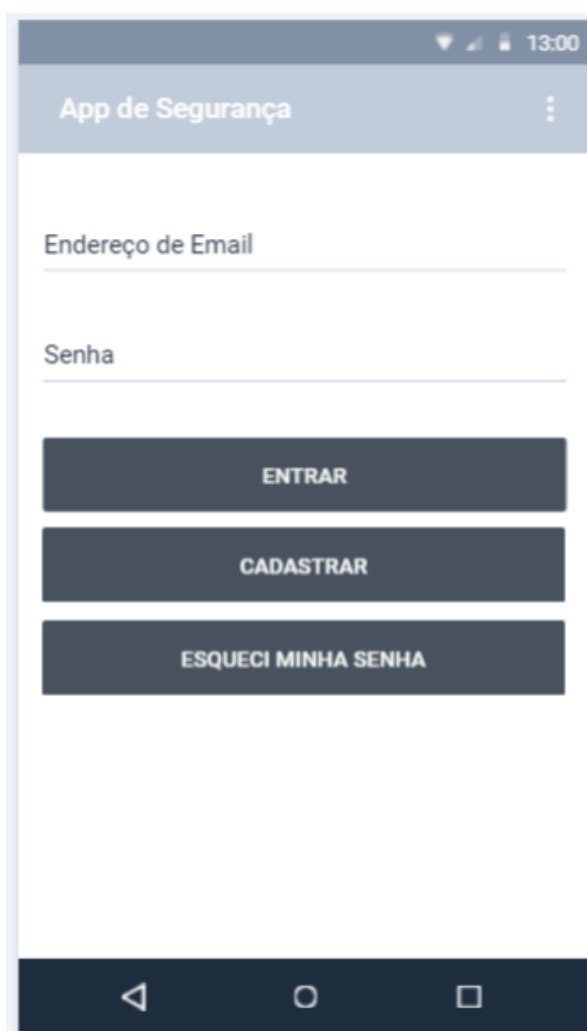 13:00
App de Segurança
Endereço de Email
Senha
ENTRAR
CADASTRAR
ESQUECI MINHA SENHA